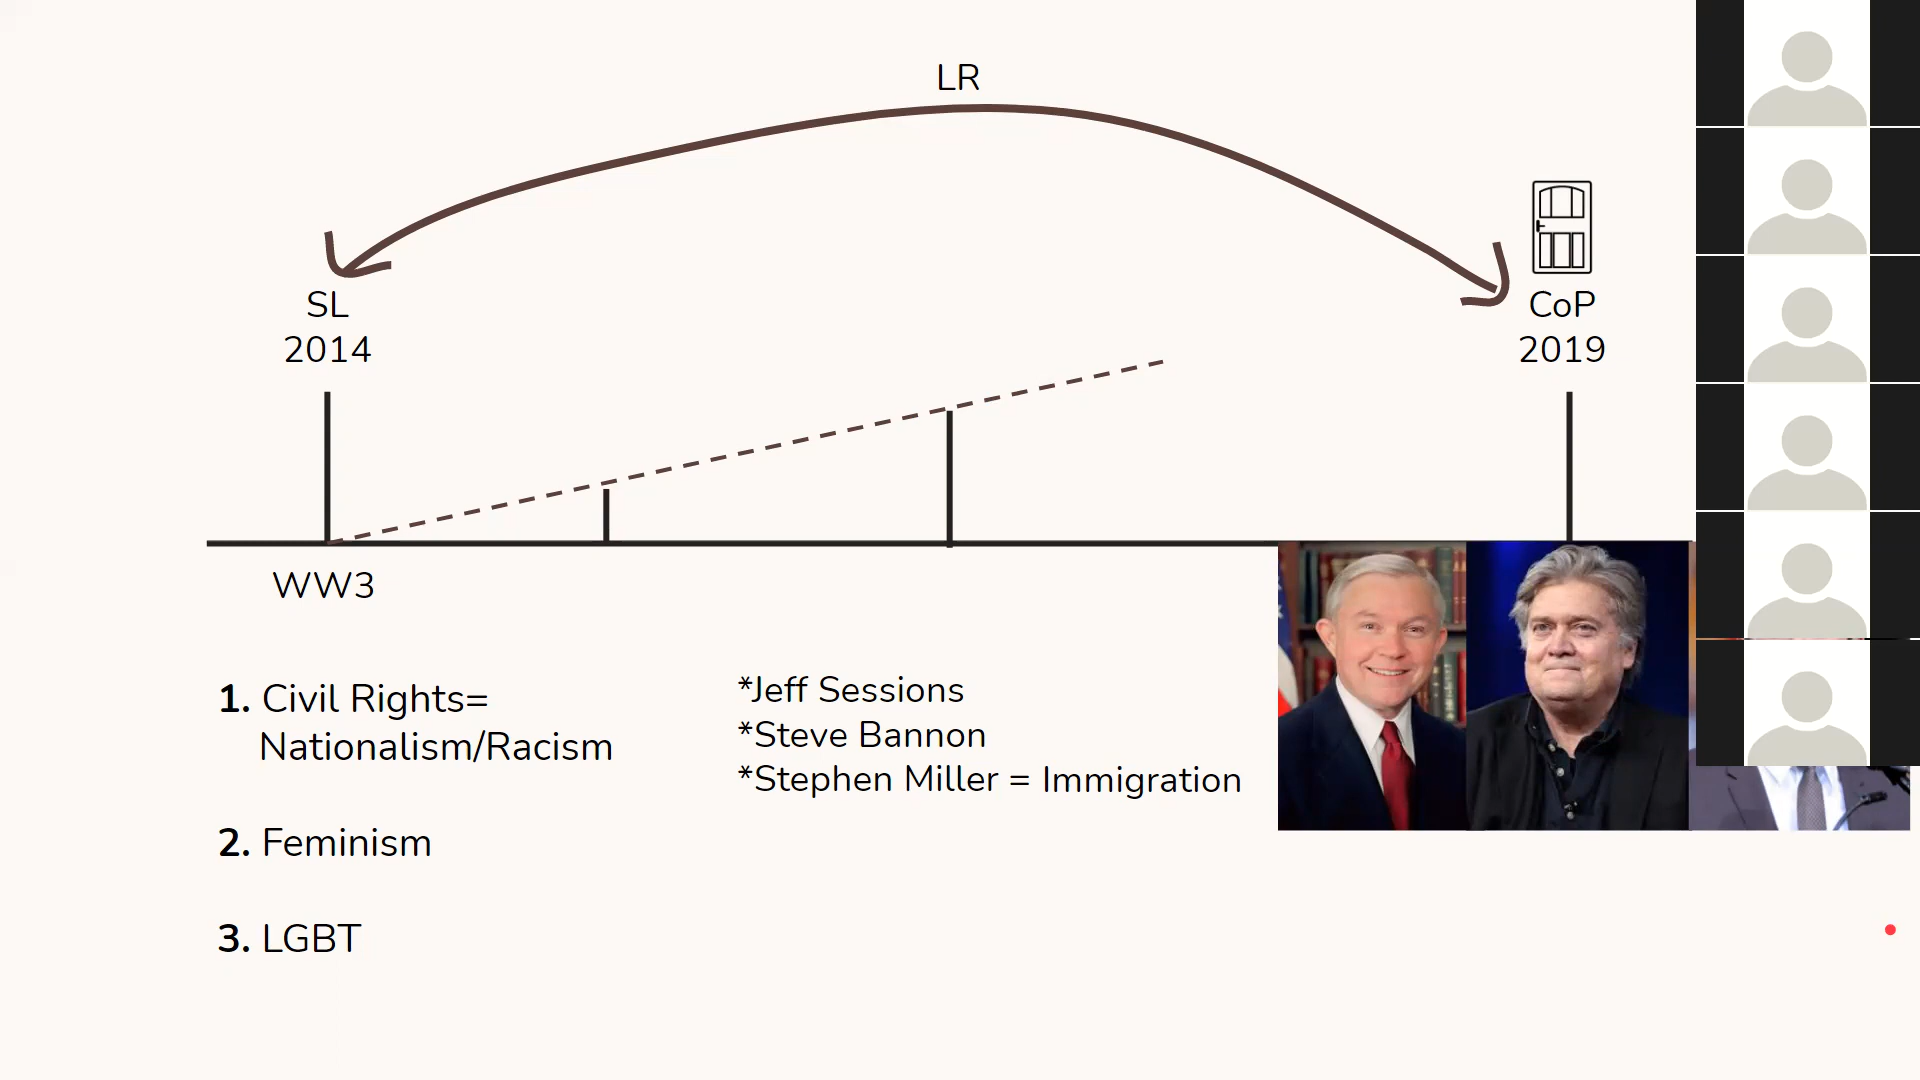 LR
SL
2014
CoP
2019
WW3
1. Civil Rights=
Nationalism/Racism
2. Feminism
3. LGBT
*Jeff Sessions
*Steve Bannon
*Stephen Miller = Immigration